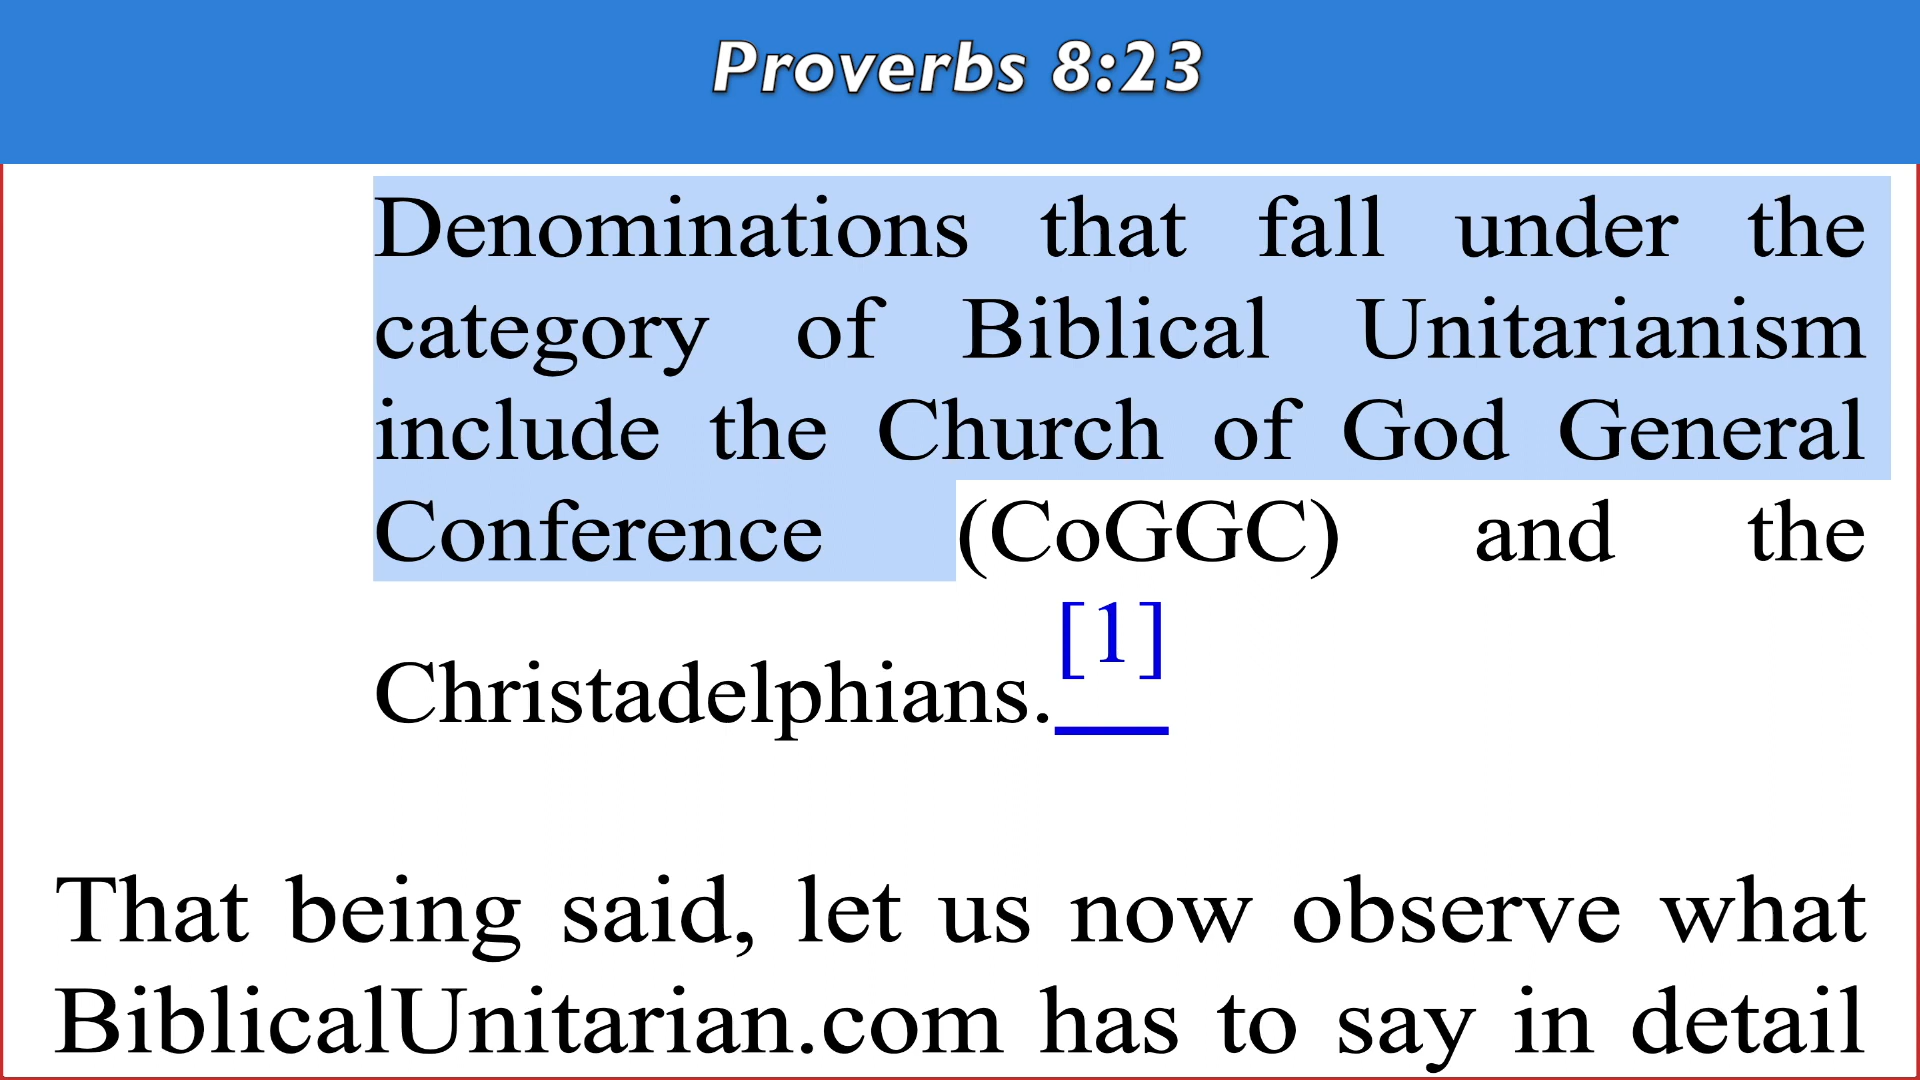 Proverbs 8:23
Denominations that fall under the
category of Biblical Unitarianism
include the Church of God General
Conference (CoGGC) and the
Christadelphians.[1]
That being said, let us now observe what
BiblicalUnitarian.com has to say in detail